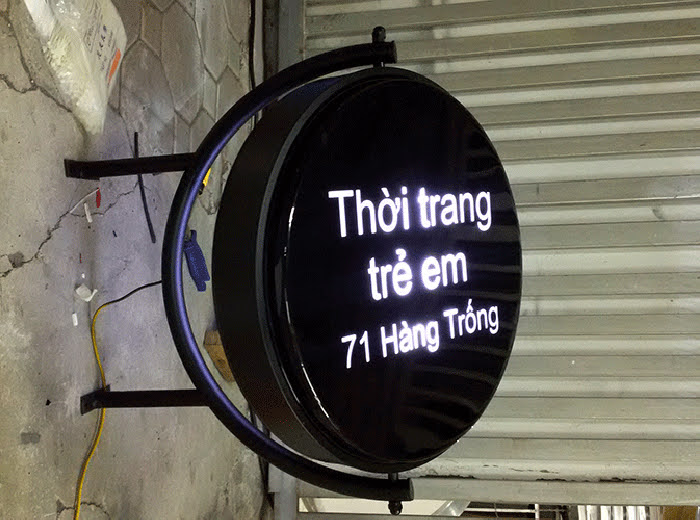 Thời trang
trẻ em
71 Hàng Trống